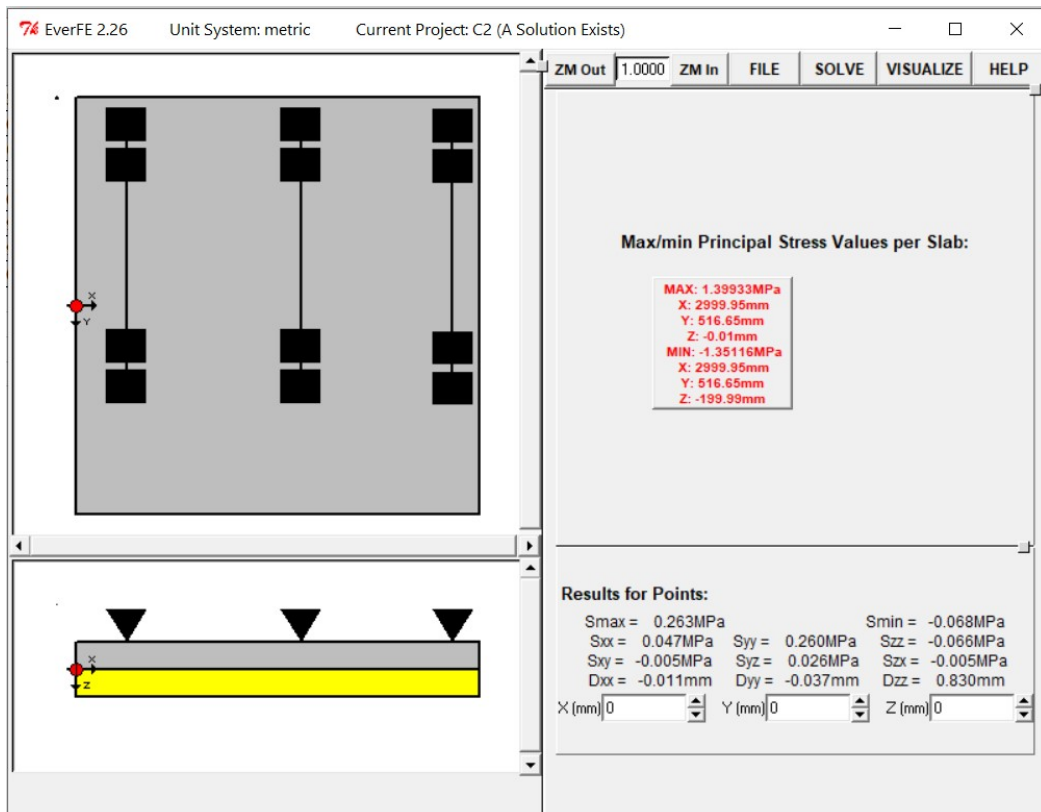 EverFE 2.26 Unit System: metric Current Project: C2 (A Solution Exists)
ZM Out 1.0000 ZM In FILE SOLVE VISUALIZE HELP
X
Y
Max/min Principal Stress Values per Slab:
MAX: 1.39933MPa
X: 2999.95mm
Y: 516.65mm
Z: -0.01mm
MIN: -1.35116MPa
X: 2999.95mm
Y: 516.65mm
Z: -199.99mm
X
Z
Results for Points:
Smax = 0.263MPa Smin = -0.068MPa
Sxx = 0.047MPa Syy = 0.260MPa Szz = -0.066MPa
Sxy = -0.005MPa Syz = 0.026MPa Szx = -0.005MPa
Dxx = -0.011mm Dyy = -0.037mm Dzz = 0.830mm
X (mm) 0 Y (mm) 0 Z (mm) 0